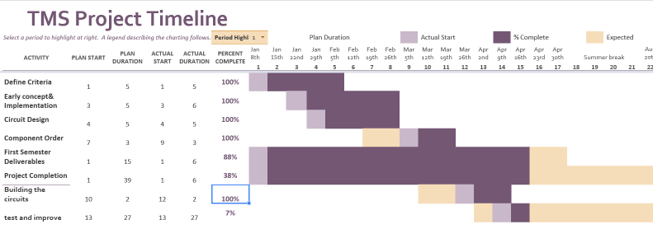 TMS Project Timeline
Select a period to highlight at right. A legend describing the charting follows. Period Highl 1 Plan Duration Actual Start % Complete Expected
Jan Jan Jan Feb Feb Feb Feb Mar Mar Mar Apr Apr Apr Apr Apr
ACTIVITY PLAN START PLAN DURATION ACTUAL START ACTUAL DURATION PERCENT COMPLETE 8th 15th 22nd 29th 5th 12th 19th 26th 5th 12th 19th 26th 2nd 9th 16th 23rd 30th Summer break
1 2 3 4 5 6 7 8 9 10 11 12 13 14 15 16 17 18 19 20 21 22
Define Criteria 1 5 1 5 100%
Early concept&
Implementation 3 5 3 6 100%
Circuit Design 4 5 4 5 100%
Component Order 7 3 9 3 100%
First Semester
Deliverables 1 15 1 6 88%
Project Completion 1 39 1 6 38%
Building the
circuits 10 2 12 2 100%
test and improve 13 27 13 27 7%